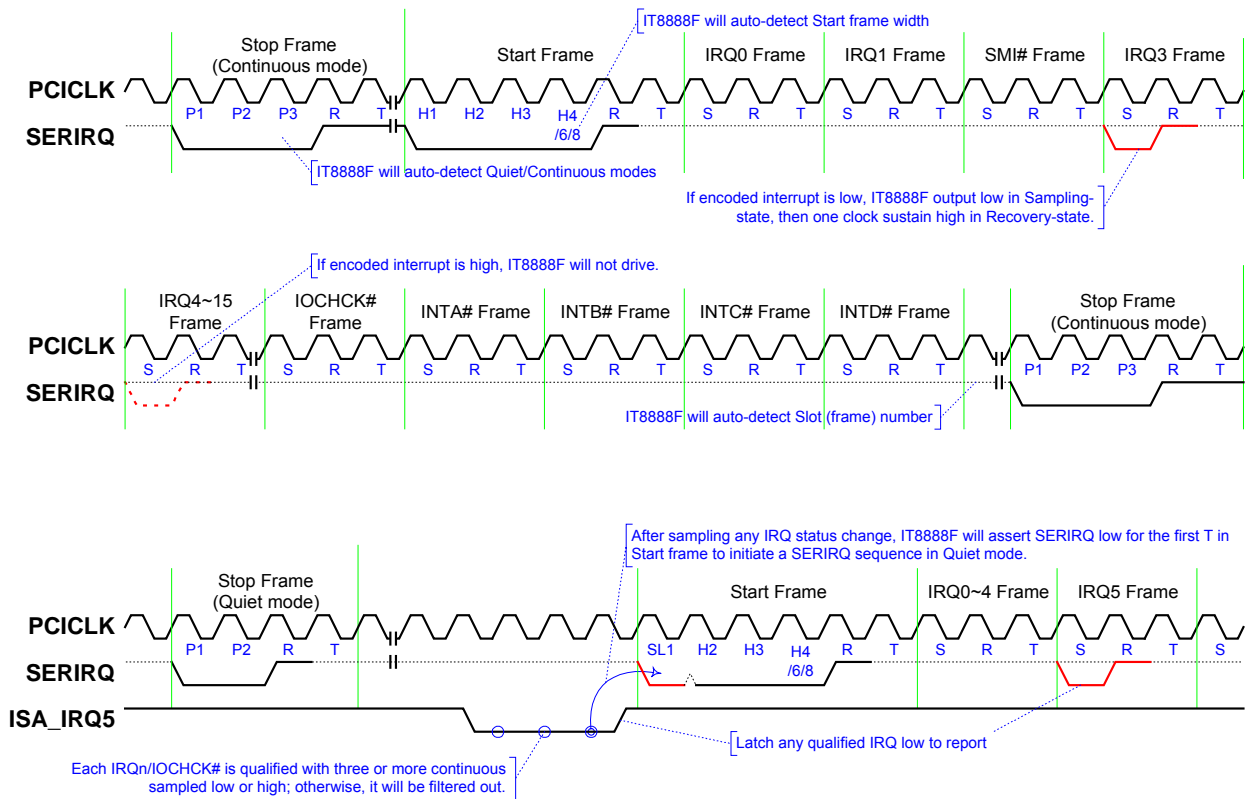 IT8888F will auto-detect Start frame width
Stop Frame
(Continuous mode)
Start Frame
IRQ0 Frame
IRQ1 Frame
SMI# Frame
IRQ3 Frame
PCICLK
P1 P2 P3 R T H1 H2 H3 H4 R T S R T S R T S R T S R T
/6/8
SERIRQ
IT8888F will auto-detect Quiet/Continuous modes
If encoded interrupt is low, IT8888F output low in Sampling-
state, then one clock sustain high in Recovery-state.
If encoded interrupt is high, IT8888F will not drive.
IRQ4~15
Frame
IOCHCK#
Frame
INTA# Frame
INTB# Frame
INTC# Frame
INTD# Frame
Stop Frame
(Continuous mode)
PCICLK
S R T S R T S R T S R T S R T S R T P1 P2 P3 R T
SERIRQ
IT8888F will auto-detect Slot (frame) number
After sampling any IRQ status change, IT8888F will assert SERIRQ low for the first T in
Start frame to initiate a SERIRQ sequence in Quiet mode.
Stop Frame
(Quiet mode)
Start Frame
IRQ0~4 Frame
IRQ5 Frame
PCICLK
P1 P2 R T SL1 H2 H3 H4 R T S R T S R T S
/6/8
SERIRQ
ISA_IRQ5
Latch any qualified IRQ low to report
Each IRQn/IOCHCK# is qualified with three or more continuous
sampled low or high; otherwise, it will be filtered out.